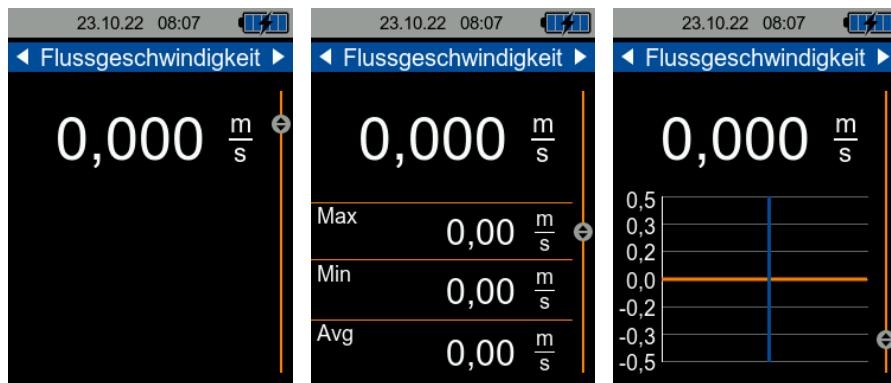 23.10.22 08:07
Flussgeschwindigkeit
0,000 m/s
23.10.22 08:07
Flussgeschwindigkeit
0,000 m/s
Max
0,00 m/s
Min
0,00 m/s
Avg
0,00 m/s
23.10.22 08:07
Flussgeschwindigkeit
0,000 m/s
0,5
0,3
0,2
0,0
-0,2
-0,3
-0,5